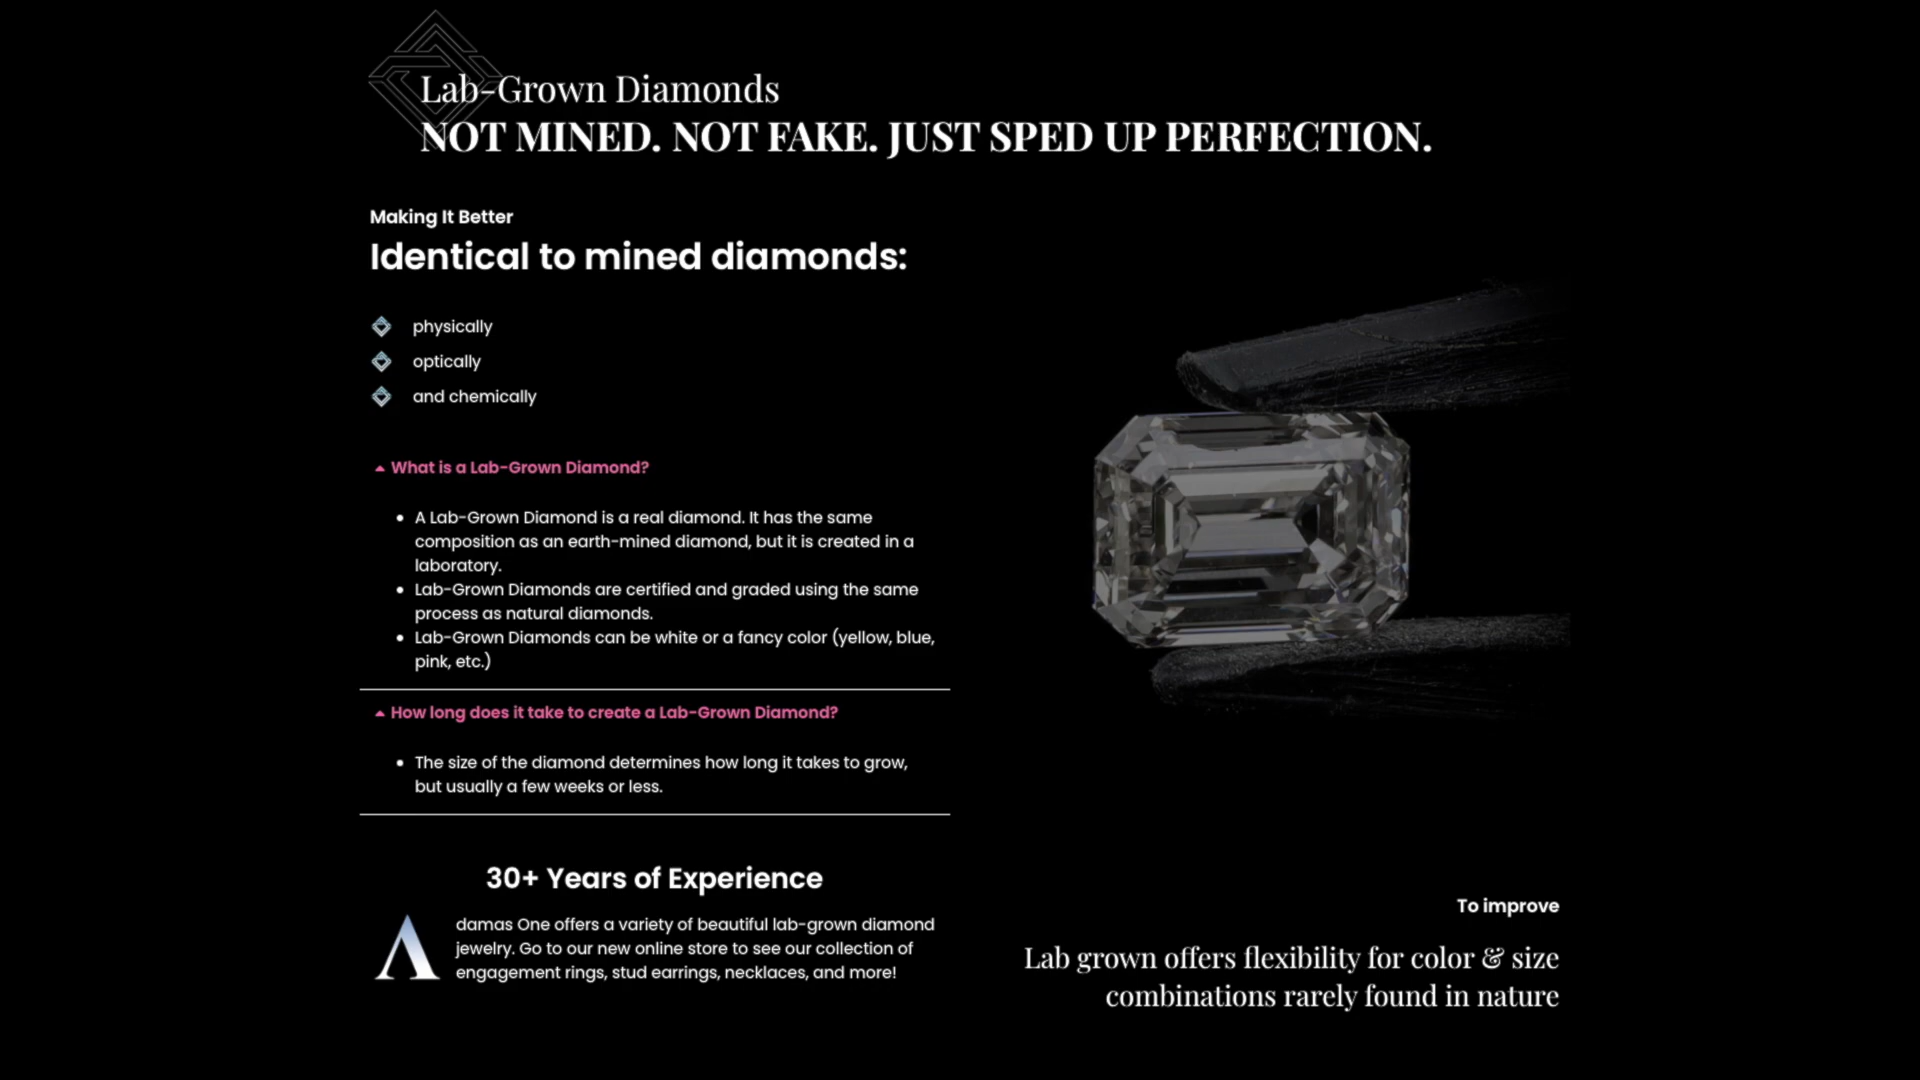 Lab-Grown Diamonds
NOT MINED. NOT FAKE. JUST SPED UP PERFECTION.
Making It Better
Identical to mined diamonds:
physically
optically
and chemically
What is a Lab-Grown Diamond?
A Lab-Grown Diamond is a real diamond. It has the same
composition as an earth-mined diamond, but it is created in a
laboratory.
Lab-Grown Diamonds are certified and graded using the same
process as natural diamonds.
Lab-Grown Diamonds can be white or a fancy color (yellow, blue,
pink, etc.)
How long does it take to create a Lab-Grown Diamond?
The size of the diamond determines how long it takes to grow,
but usually a few weeks or less.
30+ Years of Experience
Adamas One offers a variety of beautiful lab-grown diamond
jewelry. Go to our new online store to see our collection of
engagement rings, stud earrings, necklaces, and more!
To improve
Lab grown offers flexibility for color & size
combinations rarely found in nature